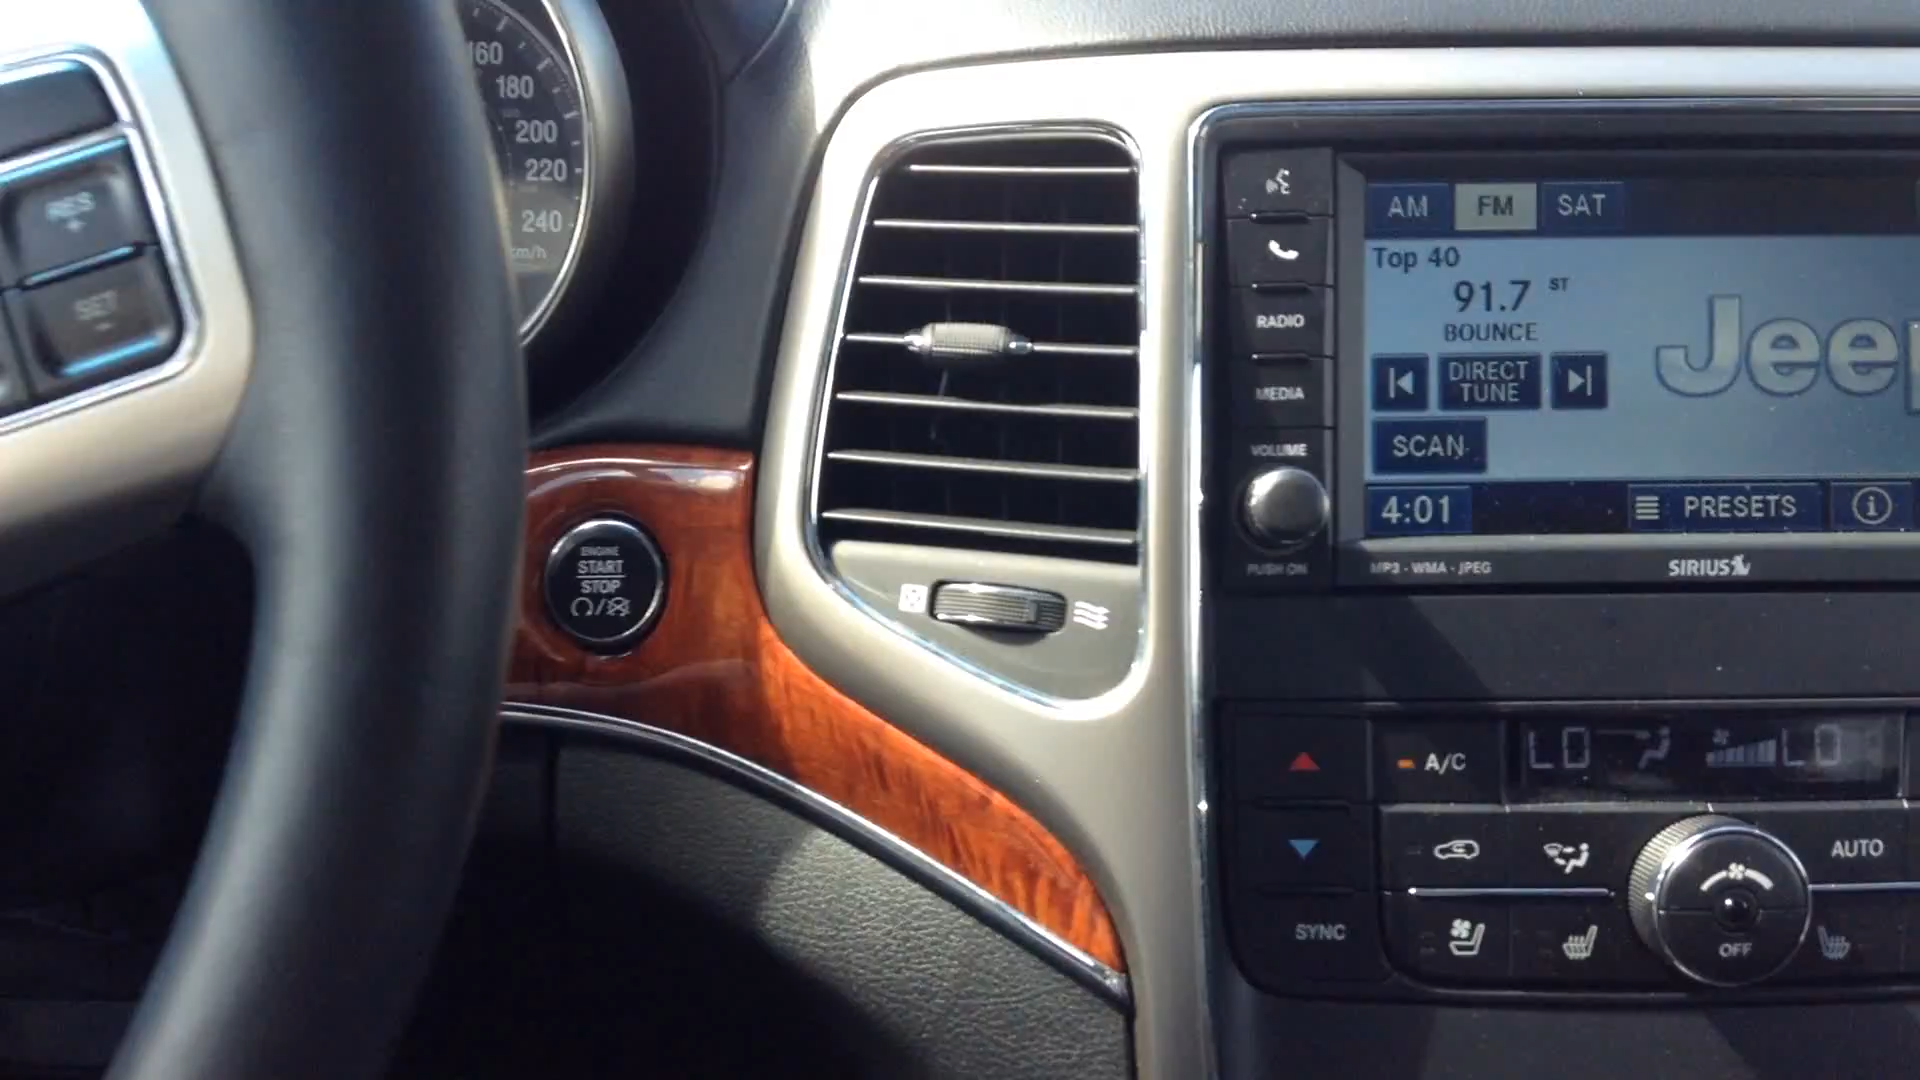 160
180
200
220
240
km/h
RES
+
SET
-
ENGINE
START
STOP
RADIO
MEDIA
VOLUME
PUSH ON
AM FM SAT
Top 40
91.7 ST
BOUNCE
DIRECT
TUNE
SCAN
Jeep
4:01 PRESETS i
MP3 - WMA - JPEG SIRIUS
A/C LO LO
AUTO
SYNC
OFF